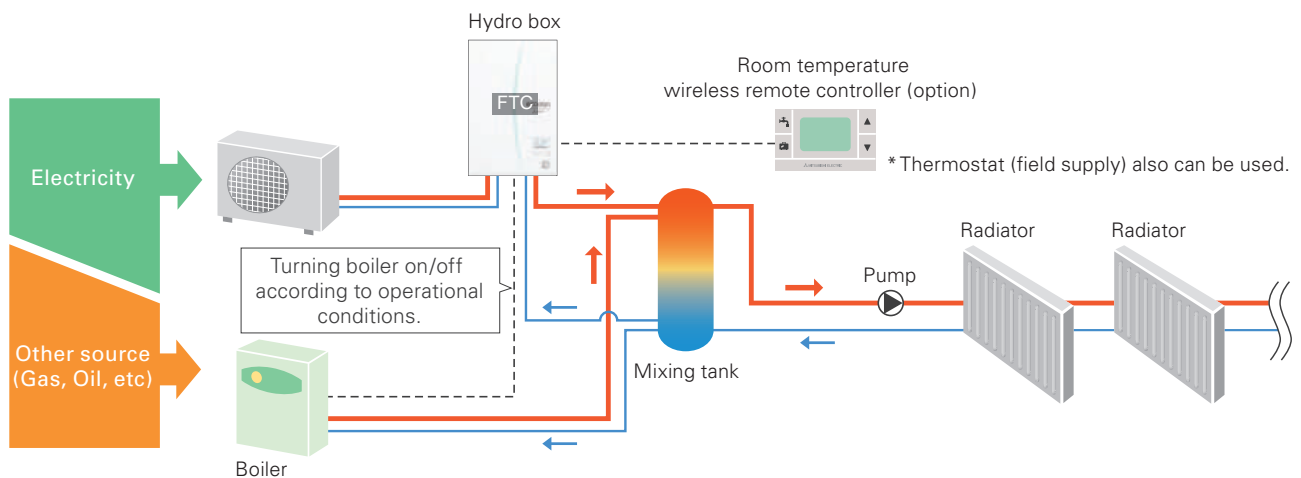 Hydro box
FTC
Room temperature
wireless remote controller (option)
* Thermostat (field supply) also can be used.
Electricity
Turning boiler on/off
according to operational
conditions.
Radiator
Radiator
Pump
Other source
(Gas, Oil, etc)
Mixing tank
Boiler